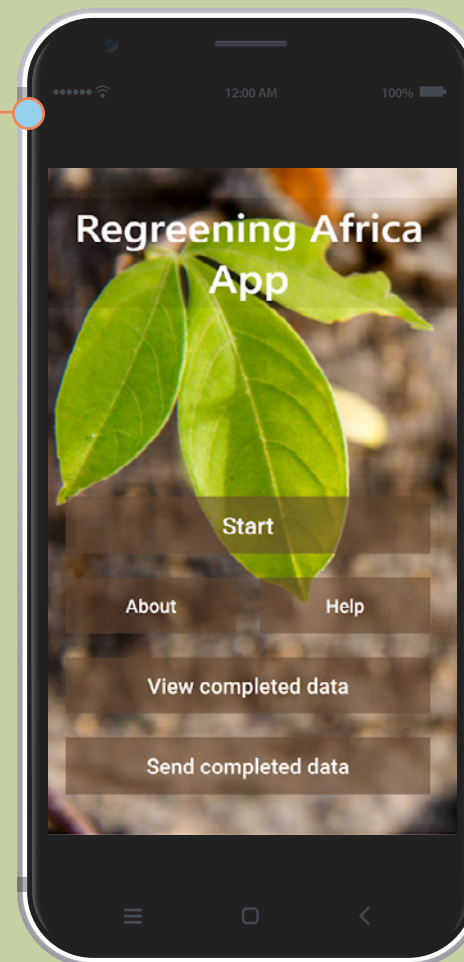 12:00 AM 100%
Regreening Africa
App
Start
About Help
View completed data
Send completed data